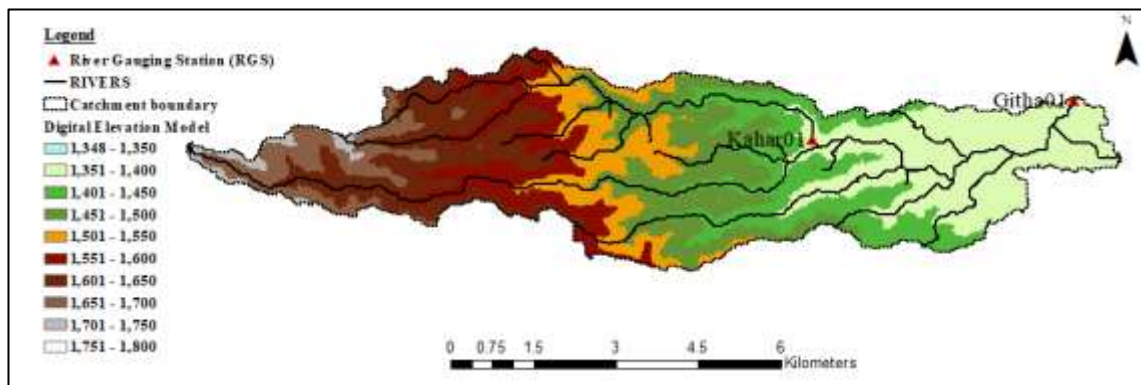 Legend
River Gauging Station (RGS)
RIVERS
Catchment boundary
Digital Elevation Model
1,348 - 1,350
1,351 - 1,400
1,401 - 1,450
1,451 - 1,500
1,501 - 1,550
1,551 - 1,600
1,601 - 1,650
1,651 - 1,700
1,701 - 1,750
1,751 - 1,800
N
Githa01
Kahar01
0 0.75 1.5 3 4.5 6
Kilometers